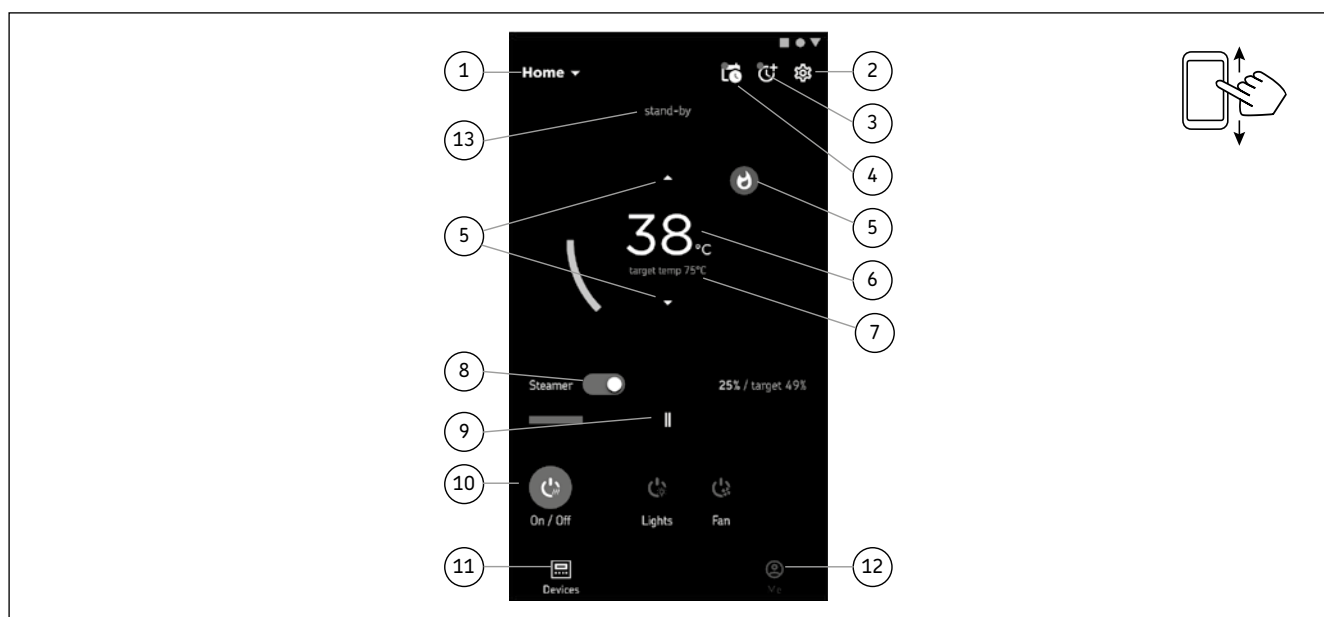 1
Home
2
stand-by
13
3
4
5
5
38°C
6
target temp 75°C
7
8
Steamer
25% / target 49%
9
10
On / Off
Lights
Fan
11
12
Devices
Me